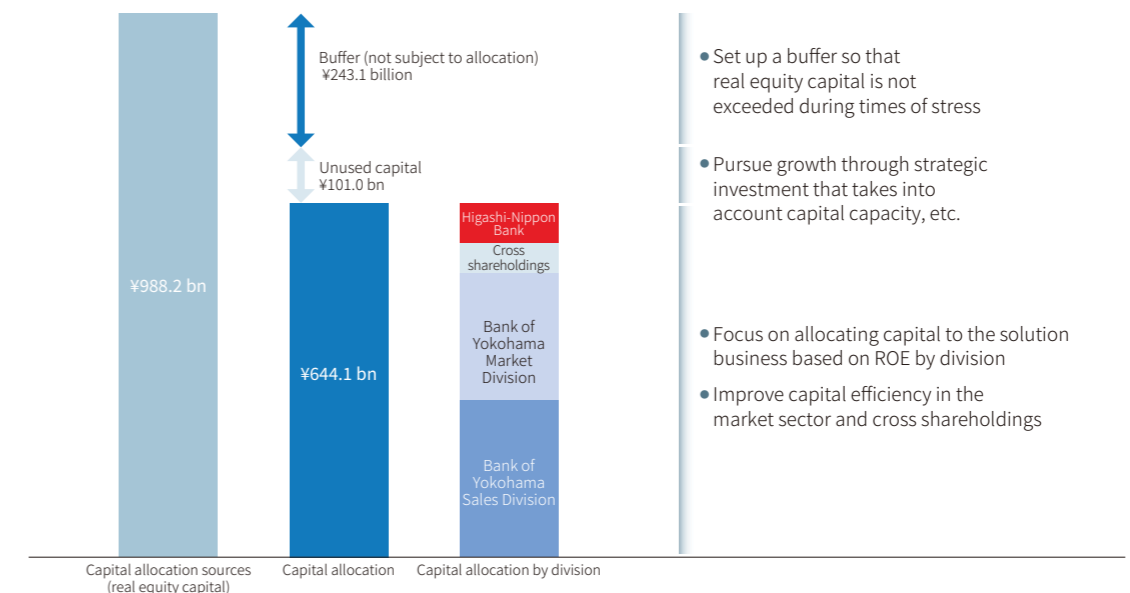 Buffer (not subject to allocation)
¥243.1 billion
Unused capital
¥101.0 bn
¥988.2 bn
¥644.1 bn
Higashi-Nippon
Bank
Cross
shareholdings
Bank of
Yokohama
Market
Division
Bank of
Yokohama
Sales Division
Capital allocation sources
(real equity capital)
Capital allocation
Capital allocation by division
● Set up a buffer so that
real equity capital is not
exceeded during times of stress
● Pursue growth through strategic
investment that takes into
account capital capacity, etc.
● Focus on allocating capital to the solution
business based on ROE by division
● Improve capital efficiency in the
market sector and cross shareholdings